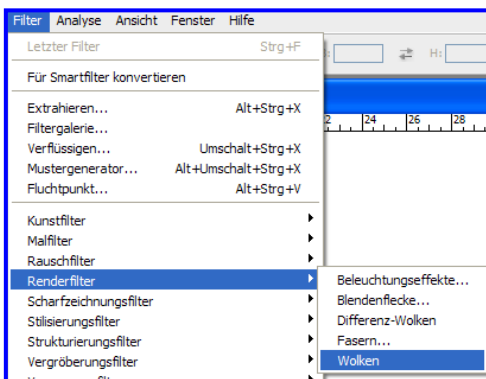 Filter Analyse Ansicht Fenster Hilfe
Letzter Filter Strg+F
H:
Für Smartfilter konvertieren
Extrahieren... Alt+Strg+X
Filtergalerie...
22 24 26 28
Verflüssigen... Umschalt+Strg+X
Mustergenerator... Alt+Umschalt+Strg+X
Fluchtpunkt... Alt+Strg+V
Kunstfilter
Malfilter
Rauschfilter
Renderfilter
Beleuchtungseffekte...
Scharfzeichnungsfilter
Blendenflecke...
Stilisierungsfilter
Differenz-Wolken
Strukturierungsfilter
Fasern...
Vergröberungsfilter
Wolken